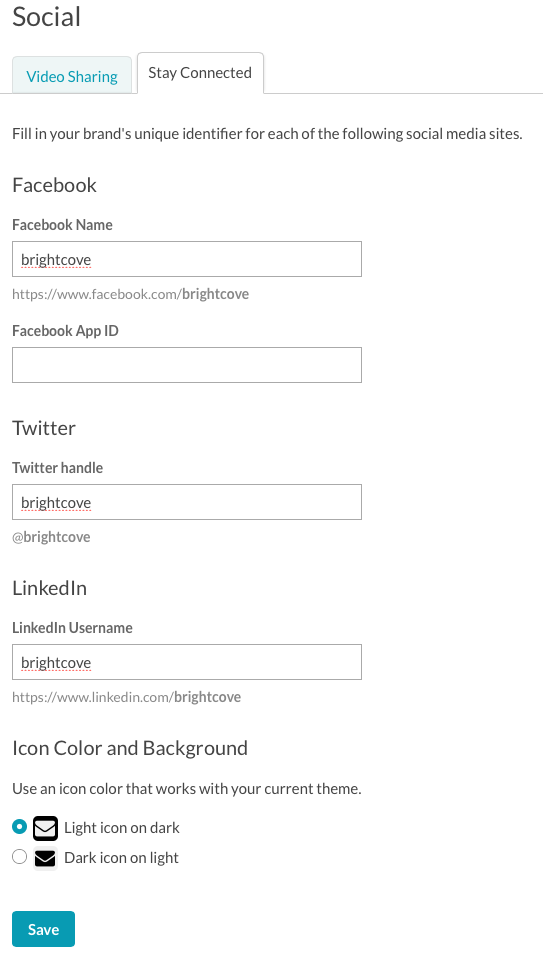 Social
Video Sharing
Stay Connected
Fill in your brand's unique identifier for each of the following social media sites.
Facebook
Facebook Name
brightcove
https://www.facebook.com/brightcove
Facebook App ID
Twitter
Twitter handle
brightcove
@brightcove
LinkedIn
LinkedIn Username
brightcove
https://www.linkedin.com/brightcove
Icon Color and Background
Use an icon color that works with your current theme.
Light icon on dark
Dark icon on light
Save